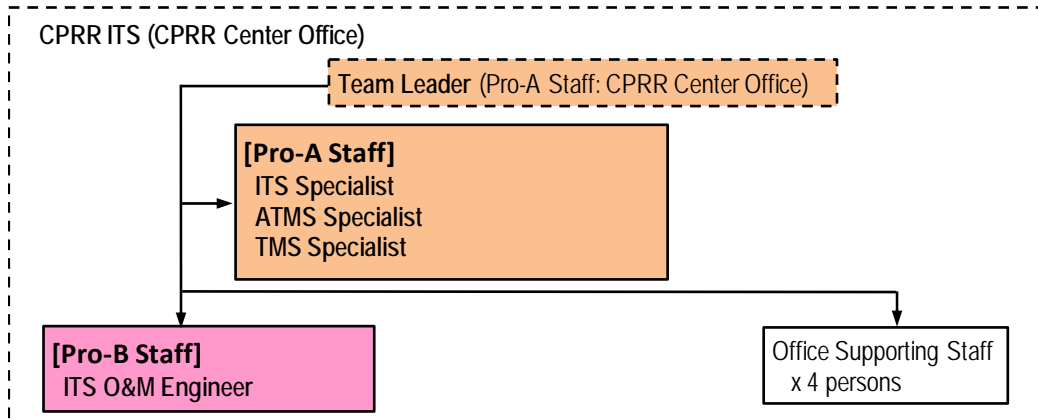 CPRR ITS (CPRR Center Office)
Team Leader (Pro-A Staff: CPRR Center Office)
[Pro-A Staff]
ITS Specialist
ATMS Specialist
TMS Specialist
[Pro-B Staff]
ITS O&M Engineer
Office Supporting Staff
x 4 persons